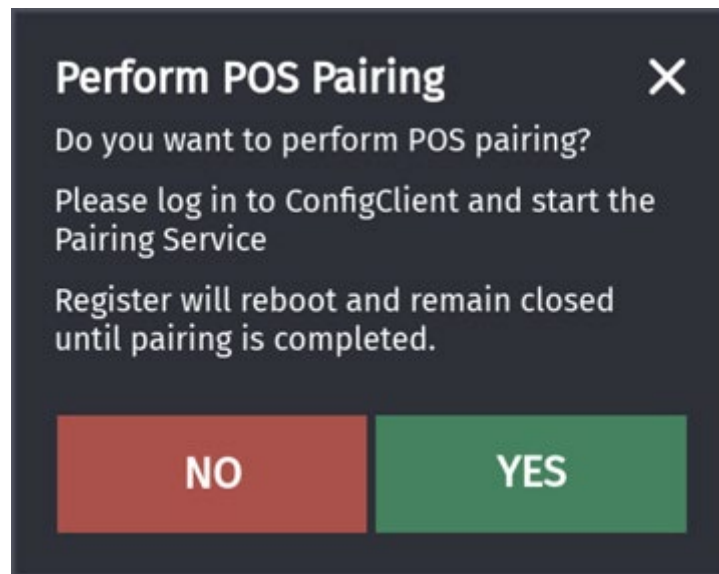 Perform POS Pairing
Do you want to perform POS pairing?
Please log in to ConfigClient and start the
Pairing Service
Register will reboot and remain closed
until pairing is completed.
NO
YES